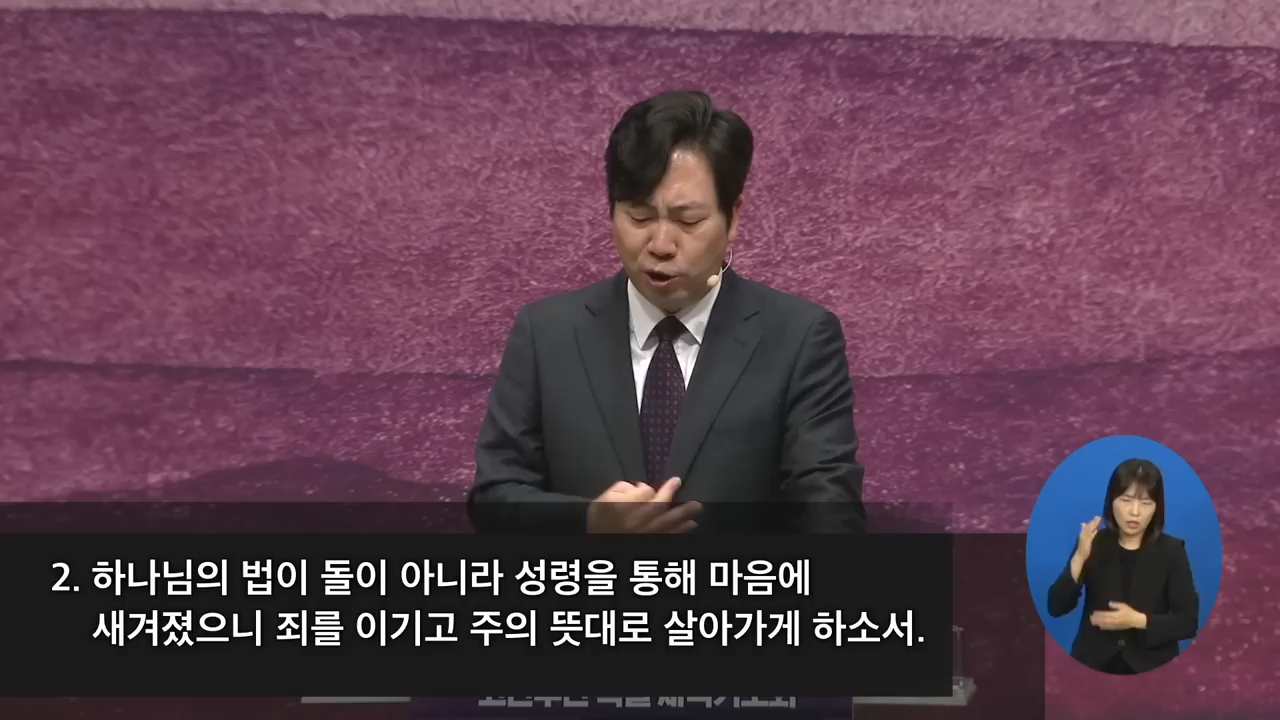 2. 하나님의 법이 돌이 아니라 성령을 통해 마음에
새겨졌으니 죄를 이기고 주의 뜻대로 살아가게 하소서.